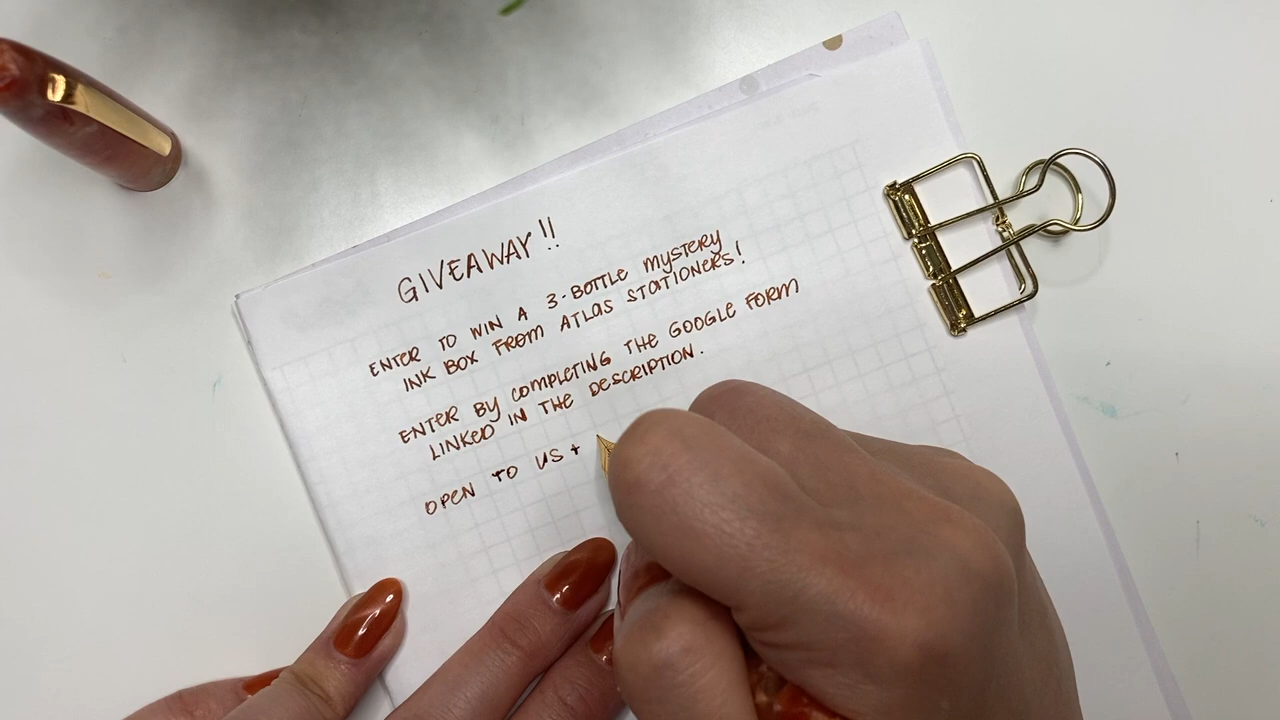 GIVEAWAY!!
ENTER TO WIN A 3-BOTTLE MYSTERY
INK BOX FROM ATLAS STATIONERS!
ENTER BY COMPLETING THE GOOGLE FORM
LINKED IN THE DESCRIPTION.
OPEN TO US +